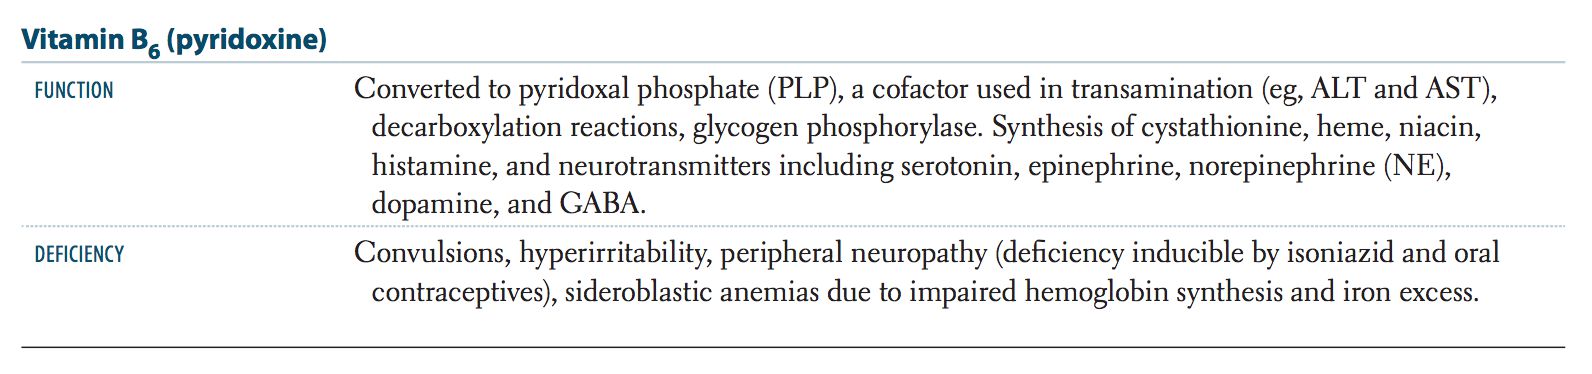 Vitamin B6 (pyridoxine)
FUNCTION Converted to pyridoxal phosphate (PLP), a cofactor used in transamination (eg, ALT and AST),
decarboxylation reactions, glycogen phosphorylase. Synthesis of cystathionine, heme, niacin,
histamine, and neurotransmitters including serotonin, epinephrine, norepinephrine (NE),
dopamine, and GABA.
DEFICIENCY Convulsions, hyperirritability, peripheral neuropathy (deficiency inducible by isoniazid and oral
contraceptives), sideroblastic anemias due to impaired hemoglobin synthesis and iron excess.